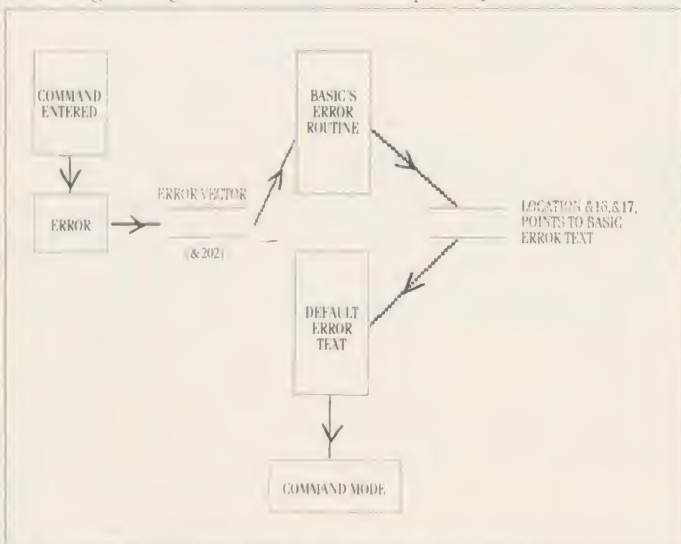 COMMAND
ENTERED
ERROR
ERROR VECTOR
(&202)
BASIC'S
ERROR
ROUTINE
LOCATION &16,&17,
POINTS TO BASIC
ERROR TEXT
DEFAULT
ERROR
TEXT
COMMAND MODE